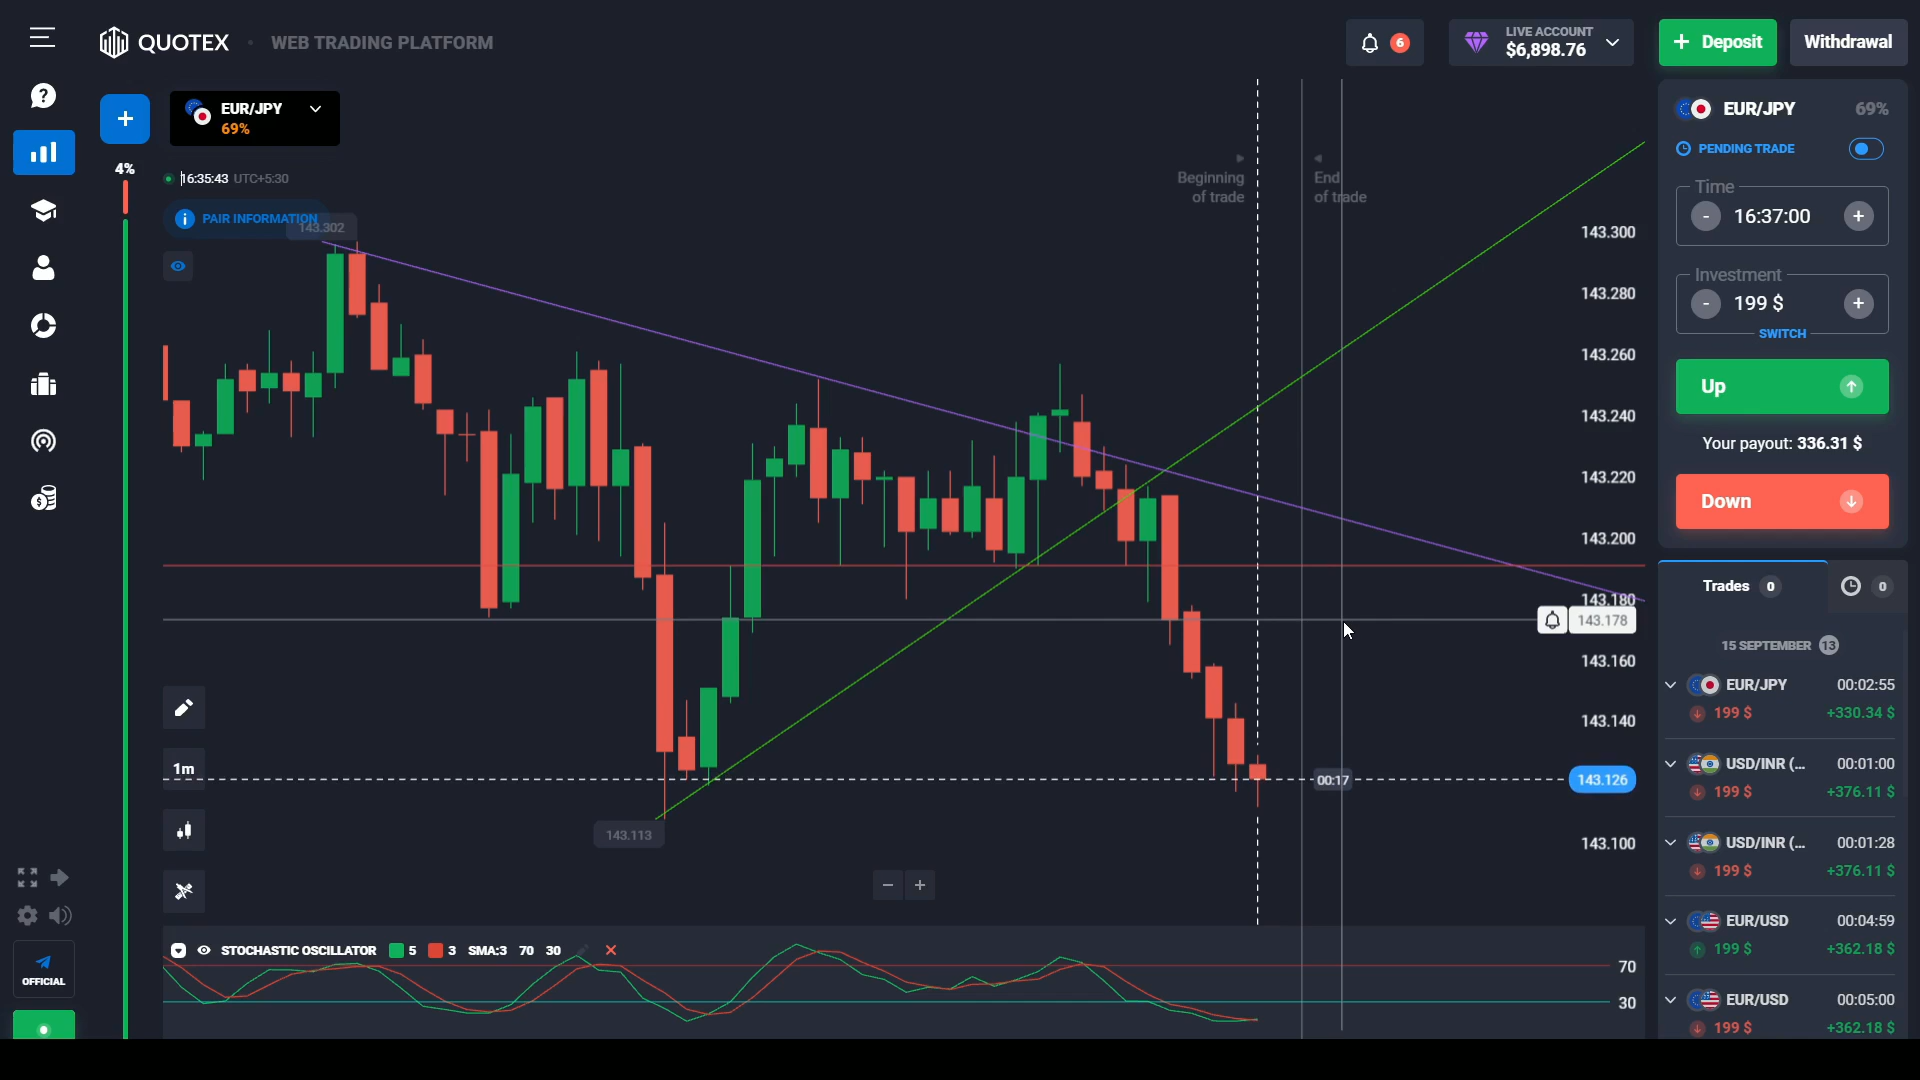 QUOTEX
WEB TRADING PLATFORM
6
LIVE ACCOUNT
$6,898.76
+ Deposit
Withdrawal
EUR/JPY
69%
4%
16:35:43 UTC+5:30
PAIR INFORMATION
143.302
Beginning
of trade
End
of trade
143.300
143.280
143.260
143.240
143.220
143.200
143.180
143.178
143.160
143.140
143.126
143.100
00:17
143.113
1m
STOCHASTIC OSCILLATOR 5 3 SMA:3 70 30
70
30
OFFICIAL
EUR/JPY 69%
PENDING TRADE
Time
- 16:37:00 +
Investment
- 199 $ +
SWITCH
Up
Your payout: 336.31 $
Down
Trades 0
0
15 SEPTEMBER 13
EUR/JPY 00:02:55
199 $ +330.34 $
USD/INR (... 00:01:00
199 $ +376.11 $
USD/INR (... 00:01:28
199 $ +376.11 $
EUR/USD 00:04:59
199 $ +362.18 $
EUR/USD 00:05:00
199 $ +362.18 $